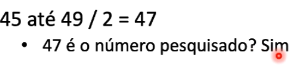 45 até 49 / 2 = 47
• 47 é o número pesquisado? Sim